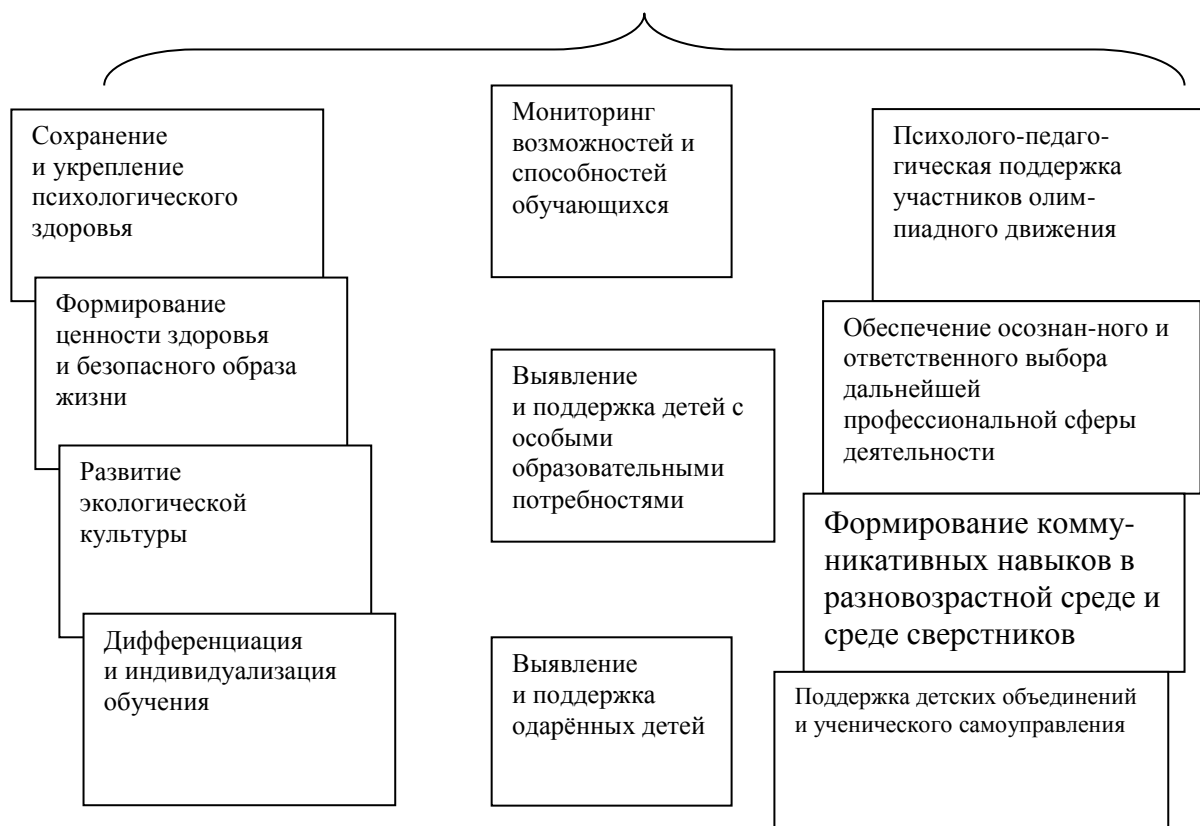 Сохранение
и укрепление
психологического
здоровья
Формирование
ценности здоровья
и безопасного образа
жизни
Развитие
экологической
культуры
Дифференциация
и индивидуализация
обучения
Мониторинг
возможностей и
способностей
обучающихся
Выявление
и поддержка детей с
особыми
образовательными
потребностями
Выявление
и поддержка
одарённых детей
Психолого-педаго-
гическая поддержка
участников олим-
пиадного движения
Обеспечение осознан-ного и
ответственного выбора
дальнейшей
профессиональной сферы
деятельности
Формирование комму-
никативных навыков в
разновозрастной среде и
среде сверстников
Поддержка детских объединений
и ученического самоуправления